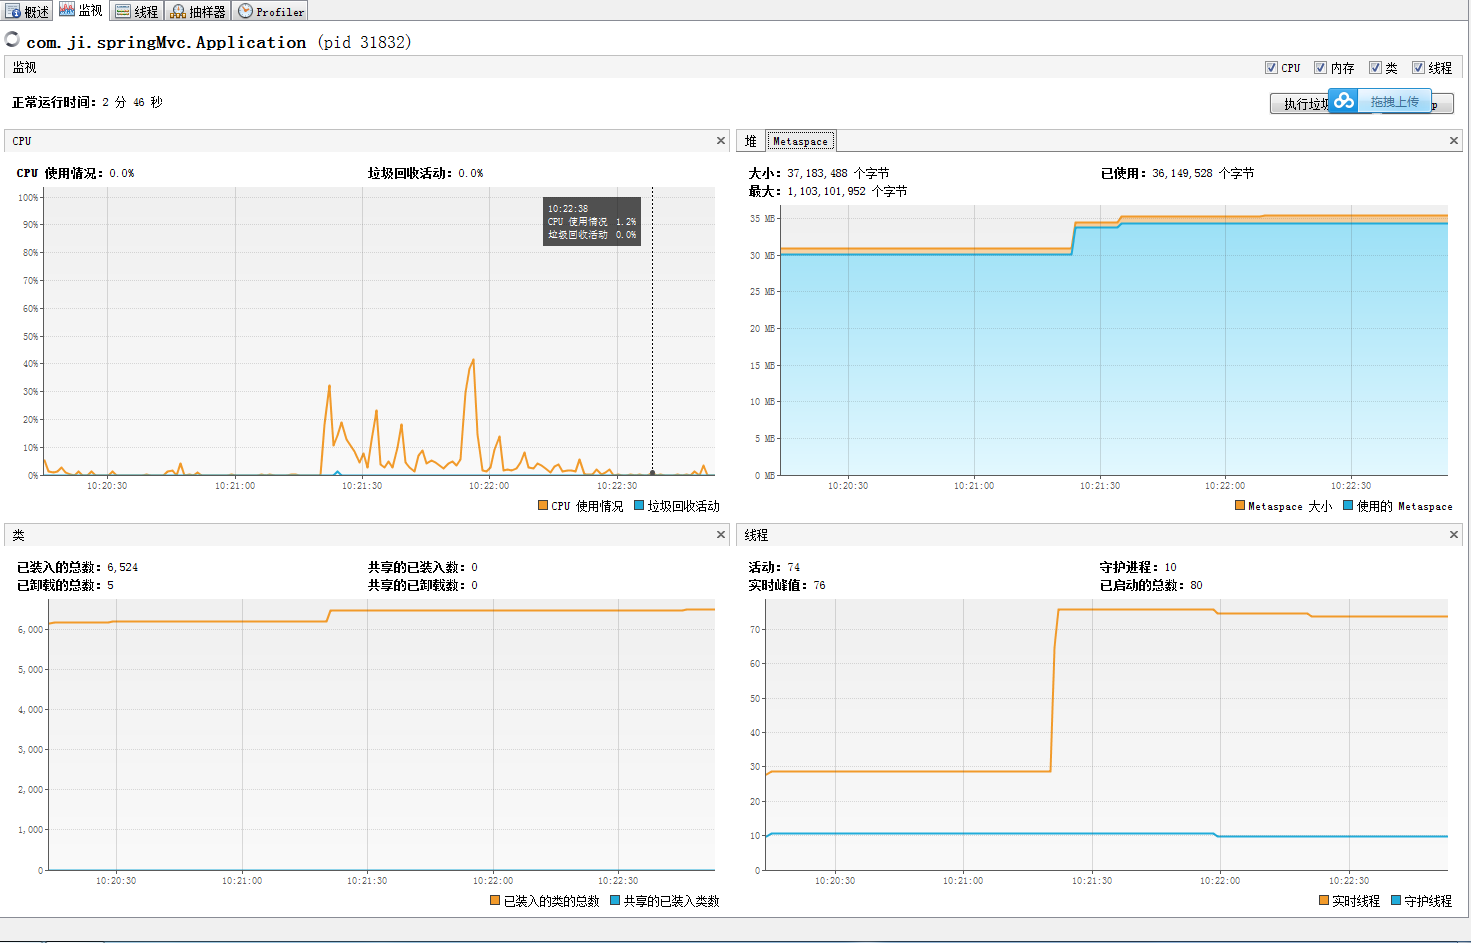 概述 监视 线程 抽样器 Profiler
com.ji.springMvc.Application (pid 31832)
监视 CPU 内存 类 线程
正常运行时间: 2 分 46 秒
执行垃圾 拖拽上传 p
CPU
CPU 使用情况: 0.0% 垃圾回收活动: 0.0%
100%
90%
80%
70%
60%
50%
40%
30%
20%
10%
0%
10:22:38
CPU 使用情况 1.2%
垃圾回收活动 0.0%
10:20:30 10:21:00 10:21:30 10:22:00 10:22:30
CPU 使用情况 垃圾回收活动
堆 Metaspace
大小: 37,183,488 个字节 已使用: 36,149,528 个字节
最大: 1,103,101,952 个字节
35 MB
30 MB
25 MB
20 MB
15 MB
10 MB
5 MB
0 MB
10:20:30 10:21:00 10:21:30 10:22:00 10:22:30
Metaspace 大小 使用的 Metaspace
类
已装入的总数: 6,524 共享的已装入数: 0
已卸载的总数: 5 共享的已卸载数: 0
6,000
5,000
4,000
3,000
2,000
1,000
0
10:20:30 10:21:00 10:21:30 10:22:00 10:22:30
已装入的类的总数 共享的已装入类数
线程
活动: 74 守护进程: 10
实时峰值: 76 已启动的总数: 80
70
60
50
40
30
20
10
0
10:20:30 10:21:00 10:21:30 10:22:00 10:22:30
实时线程 守护线程